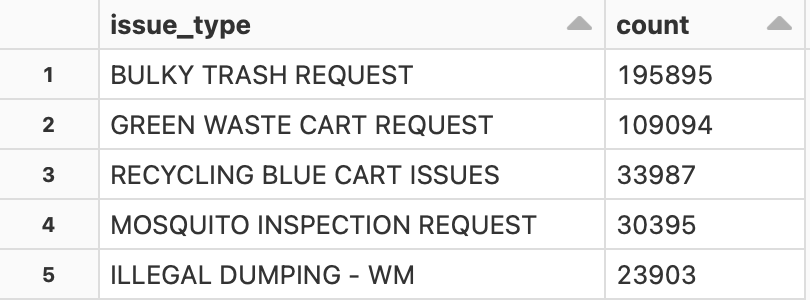 issue_type count
1 BULKY TRASH REQUEST 195895
2 GREEN WASTE CART REQUEST 109094
3 RECYCLING BLUE CART ISSUES 33987
4 MOSQUITO INSPECTION REQUEST 30395
5 ILLEGAL DUMPING - WM 23903